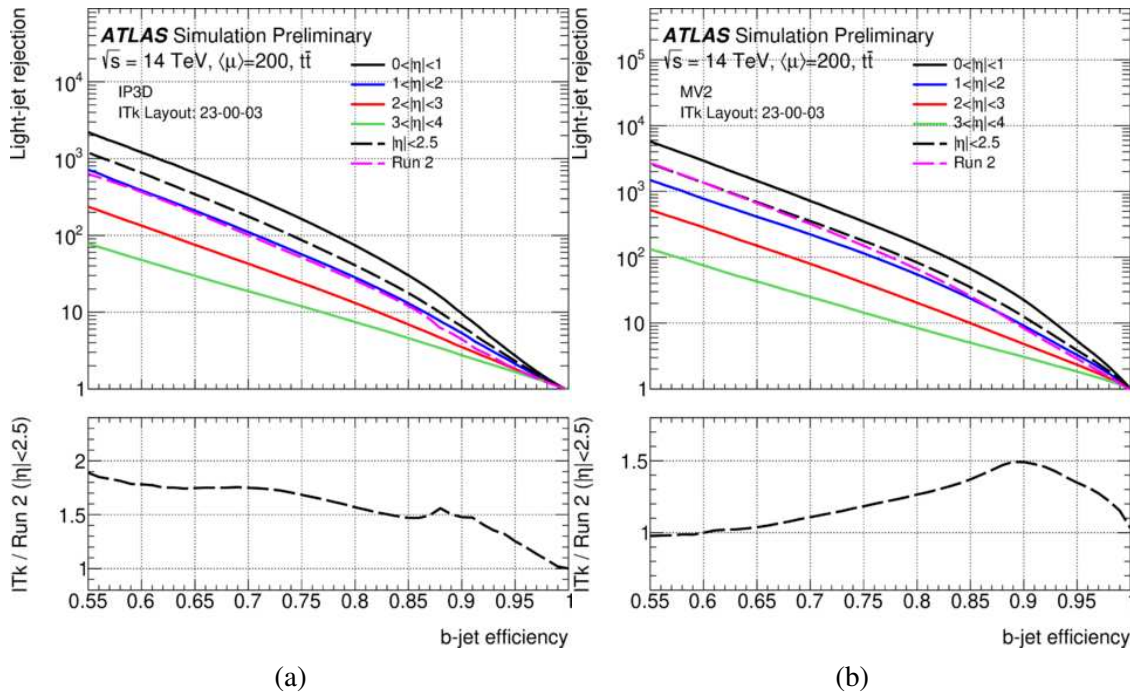 Light-jet rejection
ATLAS Simulation Preliminary
√s = 14 TeV, ⟨μ⟩=200, tt̄
IP3D
ITk Layout: 23-00-03
0<|η|<1
1<|η|<2
2<|η|<3
3<|η|<4
|η|<2.5
Run 2
10⁴
10³
10²
10
1
ITk / Run 2 (|η|<2.5)
2
1.5
1
0.55 0.6 0.65 0.7 0.75 0.8 0.85 0.9 0.95 1
b-jet efficiency
(a)
Light-jet rejection
ATLAS Simulation Preliminary
√s = 14 TeV, ⟨μ⟩=200, tt̄
MV2
ITk Layout: 23-00-03
0<|η|<1
1<|η|<2
2<|η|<3
3<|η|<4
|η|<2.5
Run 2
10⁵
10⁴
10³
10²
10
1
ITk / Run 2 (|η|<2.5)
1.5
1
0.55 0.6 0.65 0.7 0.75 0.8 0.85 0.9 0.95 1
b-jet efficiency
(b)